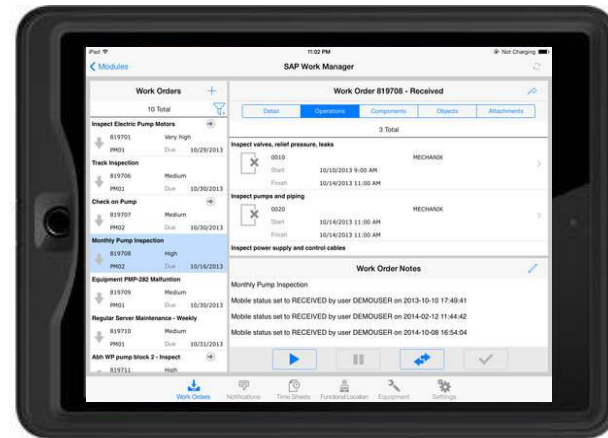 iPad
11:02 PM
Not Charging
Modules
SAP Work Manager
Work Orders
10 Total
Inspect Electric Pump Motors
819701 Very high
PM01 Due 10/29/2013
Track Inspection
819706 Medium
PM01 Due 10/30/2013
Check on Pump
819707 Medium
PM02 Due 10/30/2013
Monthly Pump Inspection
819708 High
PM02 Due 10/16/2013
Equipment PMP-282 Malfuntion
819709 Medium
PM01 Due 10/30/2013
Regular Server Maintenance - Weekly
819710 Medium
PM01 Due 10/31/2013
Abh WP pump block 2 - Inspect
819711 High
Work Order 819708 - Received
Detail Operations Components Objects Attachments
3 Total
Inspect valves, relief pressure, leaks
0010 MECHANIK
Start 10/10/2013 9:00 AM
Finish 10/14/2013 11:00 AM
Inspect pumps and piping
0020 MECHANIK
Start 10/14/2013 11:00 AM
Finish 10/14/2013 11:00 AM
Inspect power supply and control cables
Work Order Notes
Monthly Pump Inspection
Mobile status set to RECEIVED by user DEMOUSER on 2013-10-10 17:49:41
Mobile status set to RECEIVED by user DEMOUSER on 2014-02-12 11:44:42
Mobile status set to RECEIVED by user DEMOUSER on 2014-10-08 16:54:04
Work Orders Notifications Time Sheets Functional Location Equipment Settings